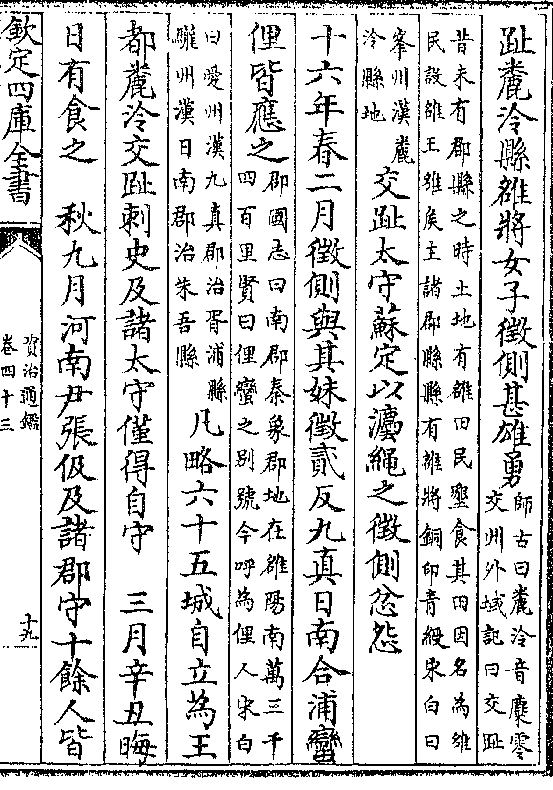 趾麊泠縣雒將女子徵側甚雄勇師古曰麊泠音麋零
交州外域記曰交趾
昔未有郡縣之時土地有雒田民墾食其田因名為雒
民設雒王雒矦主諸郡縣縣有雒將銅印青綬宋白曰
峯州漢麊
泠縣地 交趾太守蘇定以灋繩之徵側忿怨
十六年春二月徵側與其妹徵貳反九真日南合浦蠻
俚皆應之郡國志曰南郡秦象郡地在雒陽南萬三千
四百里賢曰俚蠻之别號今呼為俚人宋白
曰愛州漢九真郡治胥浦縣
驩州漢日南郡治朱吾縣 凡略六十五城自立為王
都麊泠交趾刺史及諸太守僅得自守 三月辛丑晦
日有食之 秋九月河南尹張伋及諸郡守十餘人皆
欽定四庫全書
資治通鑑
卷四十三
十九